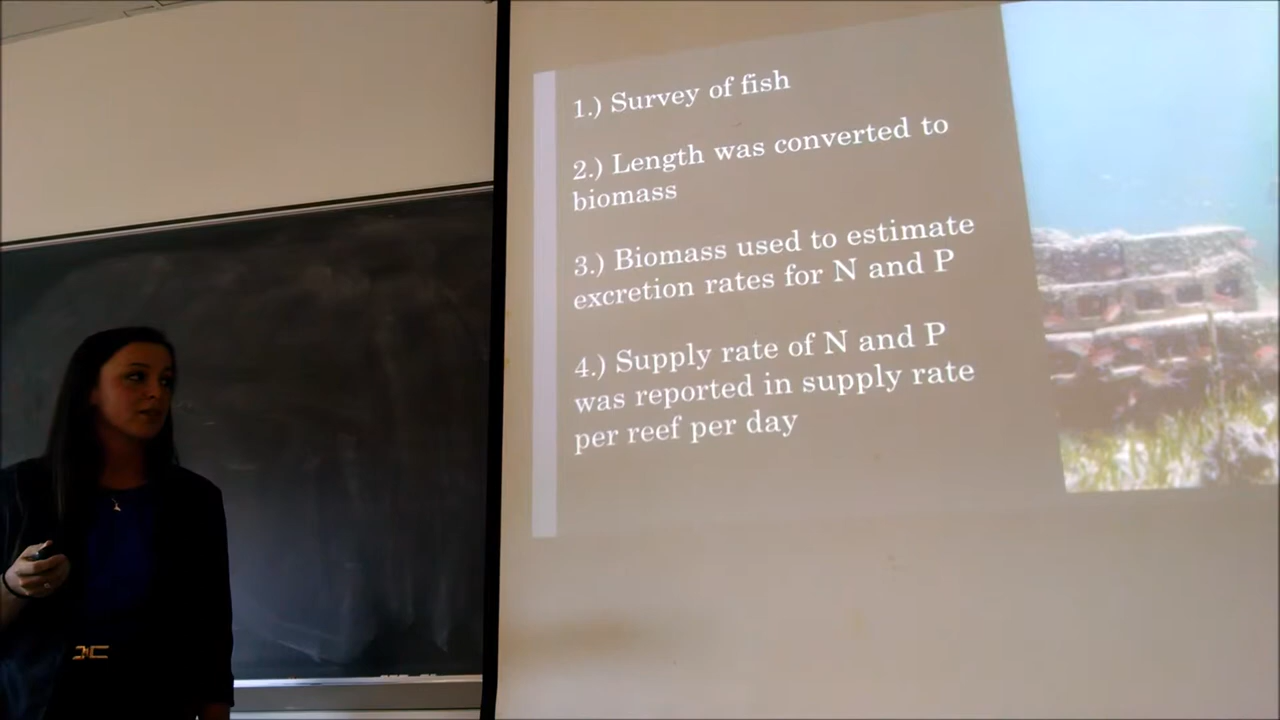 1.) Survey of fish
2.) Length was converted to
biomass
3.) Biomass used to estimate
excretion rates for N and P
4.) Supply rate of N and P
was reported in supply rate
per reef per day